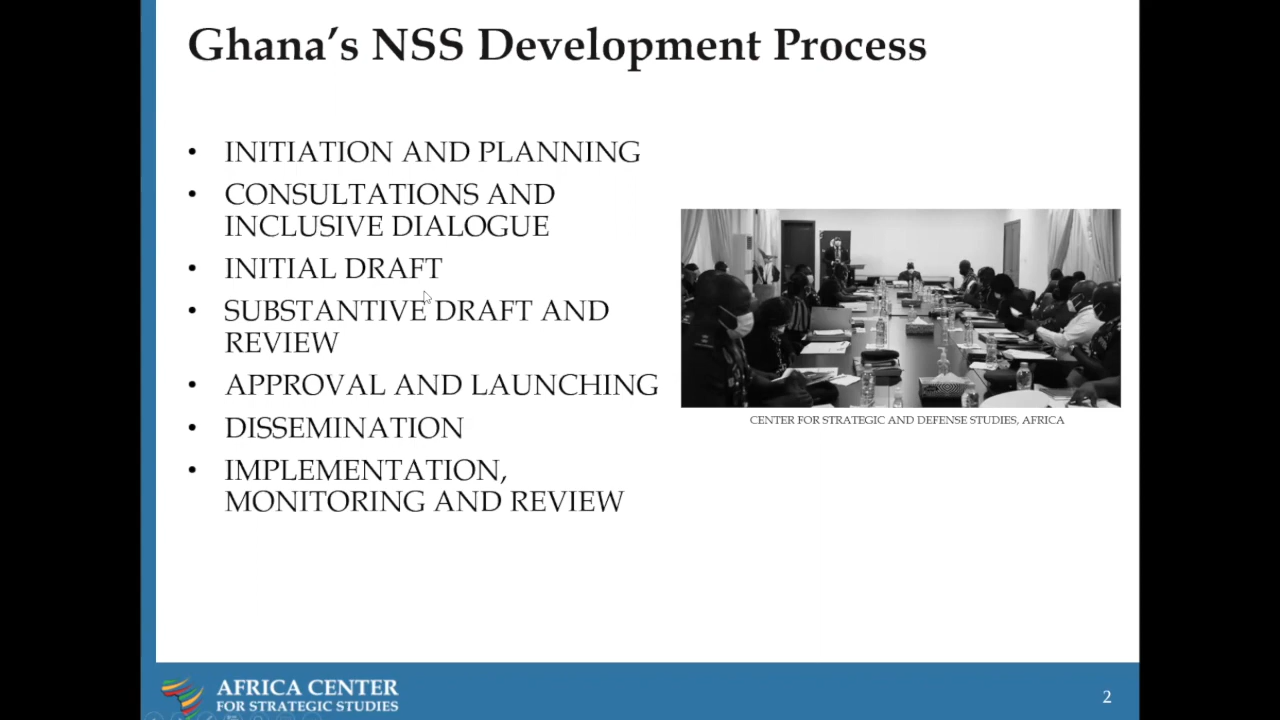 Ghana’s NSS Development Process
• INITIATION AND PLANNING
• CONSULTATIONS AND
INCLUSIVE DIALOGUE
• INITIAL DRAFT
• SUBSTANTIVE DRAFT AND
REVIEW
• APPROVAL AND LAUNCHING
• DISSEMINATION
• IMPLEMENTATION,
MONITORING AND REVIEW
CENTER FOR STRATEGIC AND DEFENSE STUDIES, AFRICA
AFRICA CENTER
FOR STRATEGIC STUDIES
2